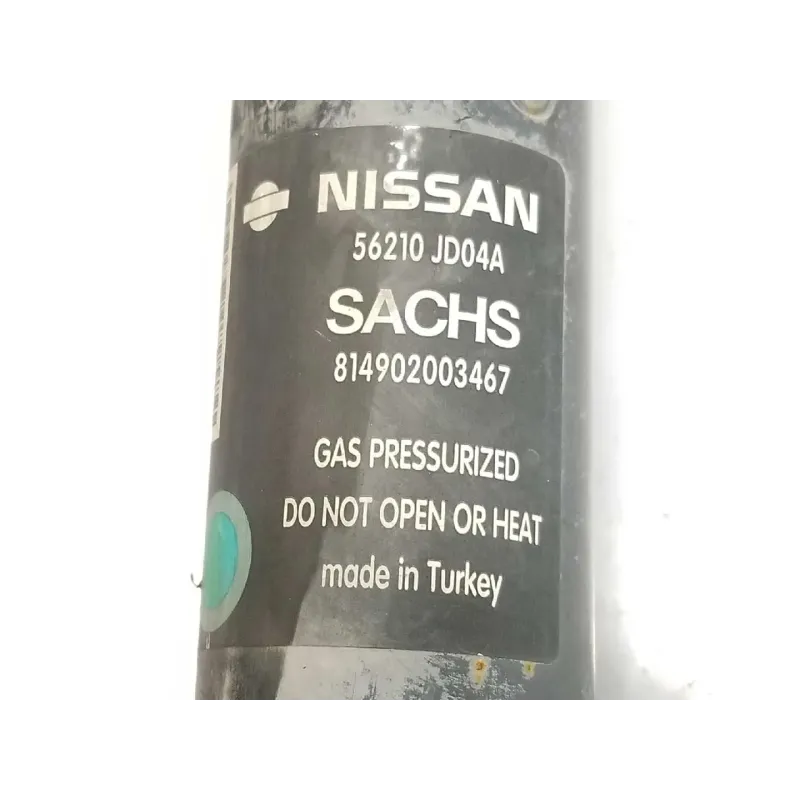 NISSAN
56210 JD04A
SACHS
814902003467
GAS PRESSURIZED
DO NOT OPEN OR HEAT
made in Turkey